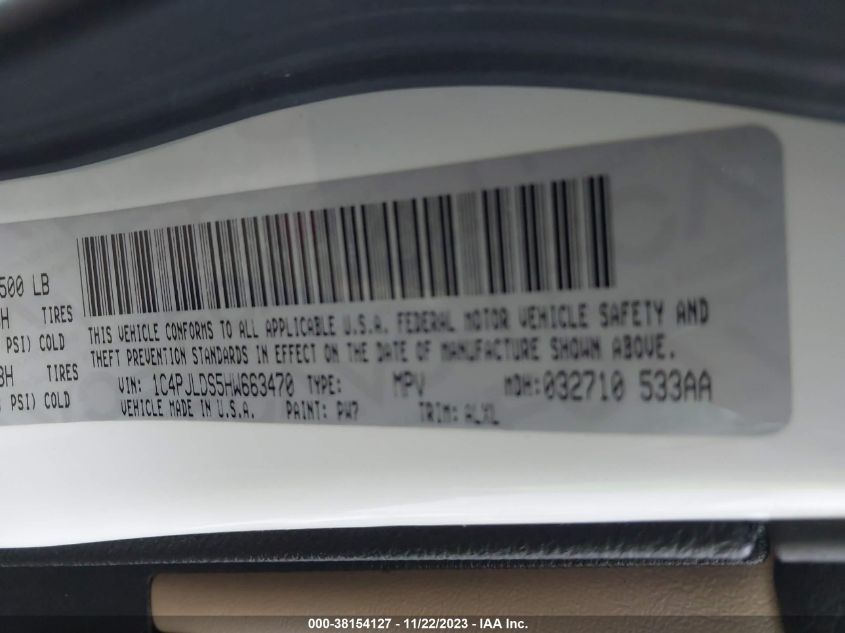 500 LB
H TIRES
PSI) COLD
BH TIRES
PSI) COLD
THIS VEHICLE CONFORMS TO ALL APPLICABLE U.S.A. FEDERAL MOTOR VEHICLE SAFETY AND
THEFT PREVENTION STANDARDS IN EFFECT ON THE DATE OF MANUFACTURE SHOWN ABOVE.
VIN: 1C4PJLDS5HW663470 TYPE: MPV MDH:032710 533AA
VEHICLE MADE IN U.S.A. PAINT: PW7 TRIM: ALXL
000-38154127 - 11/22/2023 - IAA Inc.